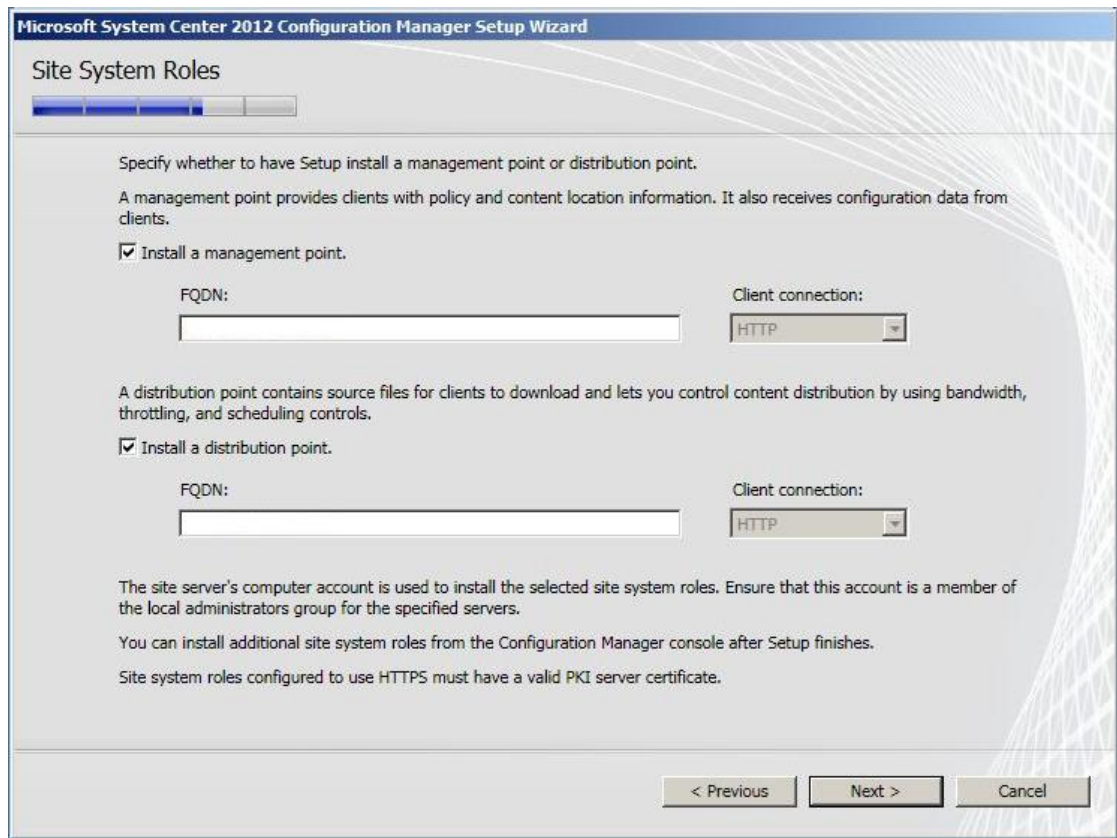 Microsoft System Center 2012 Configuration Manager Setup Wizard
Site System Roles
Specify whether to have Setup install a management point or distribution point.
A management point provides clients with policy and content location information. It also receives configuration data from
clients.
Install a management point.
FQDN:
Client connection:
HTTP
A distribution point contains source files for clients to download and lets you control content distribution by using bandwidth,
throttling, and scheduling controls.
Install a distribution point.
FQDN:
Client connection:
HTTP
The site server's computer account is used to install the selected site system roles. Ensure that this account is a member of
the local administrators group for the specified servers.
You can install additional site system roles from the Configuration Manager console after Setup finishes.
Site system roles configured to use HTTPS must have a valid PKI server certificate.
< Previous
Next >
Cancel